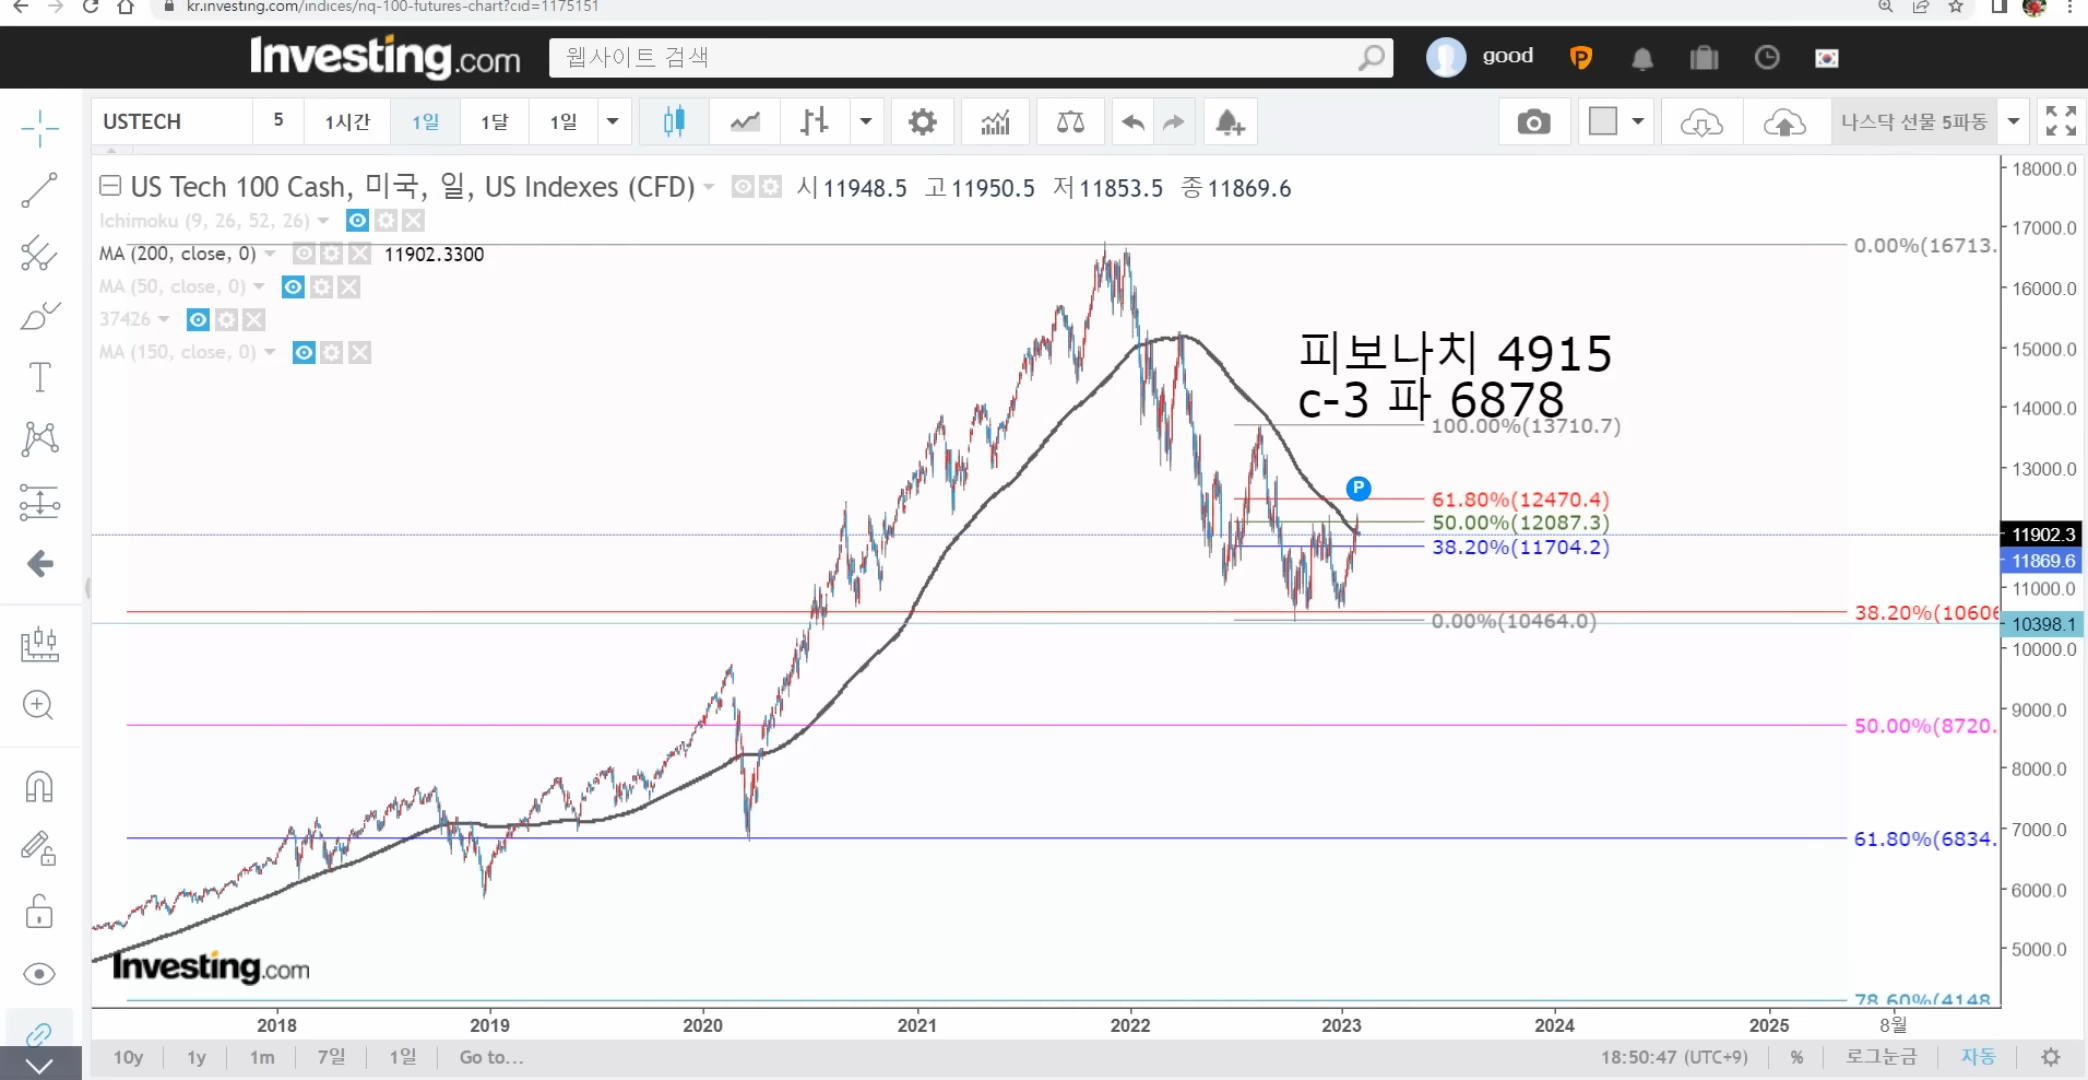 kr.investing.com/indices/nq-100-futures-chart?cid=1175151
Investing.com
웹사이트 검색
good
USTECH
5
1시간
1일
1달
1일
나스닥 선물 5파동
US Tech 100 Cash, 미국, 일, US Indexes (CFD)
시 11948.5 고 11950.5 저 11853.5 종 11869.6
Ichimoku (9, 26, 52, 26)
MA (200, close, 0)
11902.3300
MA (50, close, 0)
37426
MA (150, close, 0)
피보나치 4915
c-3 파 6878
0.00%(16713.
100.00%(13710.7)
61.80%(12470.4)
50.00%(12087.3)
38.20%(11704.2)
0.00%(10464.0)
38.20%(10606
50.00%(8720.
61.80%(6834.
78.60%(4148
18000.0
17000.0
16000.0
15000.0
14000.0
13000.0
11902.3
11869.6
11000.0
10398.1
10000.0
9000.0
8000.0
7000.0
6000.0
5000.0
Investing.com
2018
2019
2020
2021
2022
2023
2024
2025
8월
10y
1y
1m
7일
1일
Go to...
18:50:47 (UTC+9)
%
로그눈금
자동